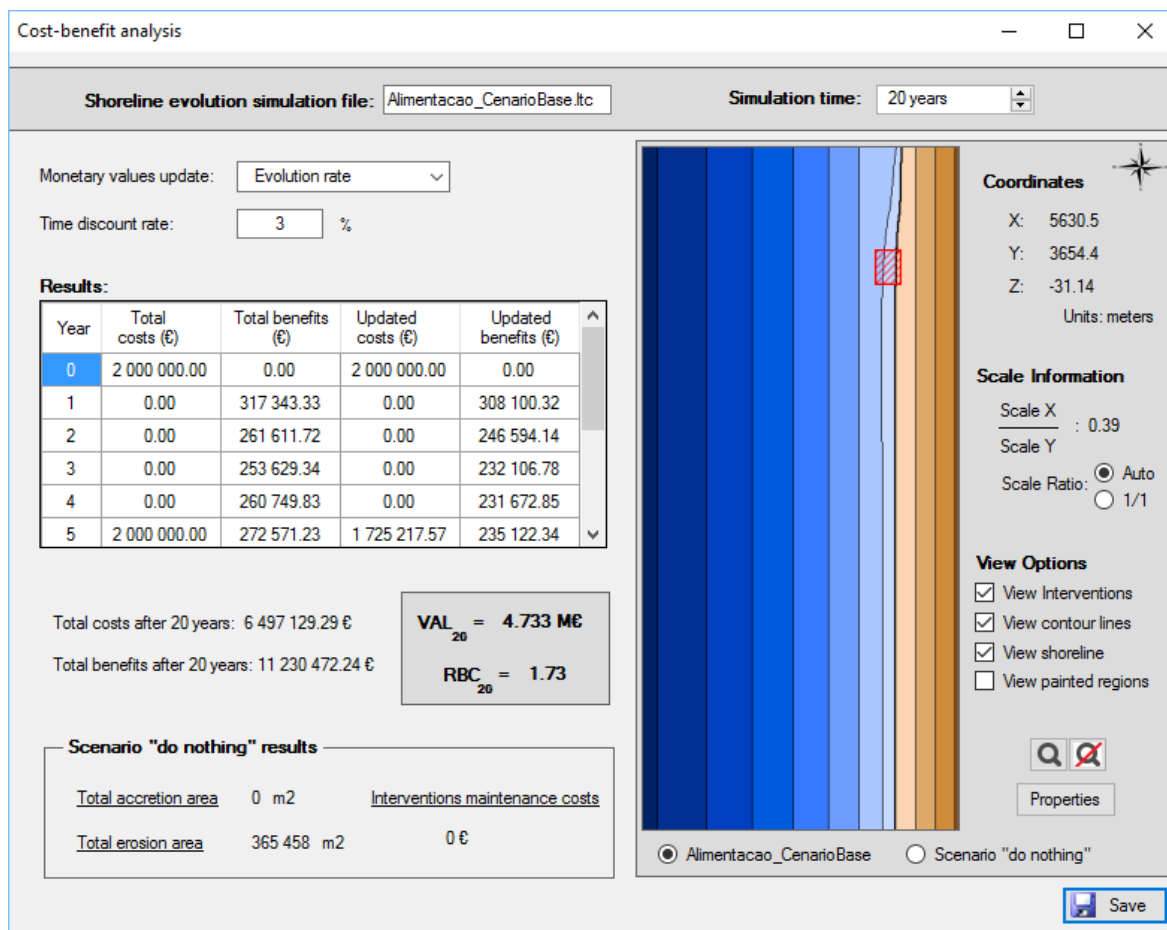 Cost-benefit analysis
Shoreline evolution simulation file: Alimentacao_CenarioBase.ltc Simulation time: 20 years
Monetary values update: Evolution rate
Time discount rate: 3 %
Results:
Year Total costs (€) Total benefits (€) Updated costs (€) Updated benefits (€)
0 2 000 000.00 0.00 2 000 000.00 0.00
1 0.00 317 343.33 0.00 308 100.32
2 0.00 261 611.72 0.00 246 594.14
3 0.00 253 629.34 0.00 232 106.78
4 0.00 260 749.83 0.00 231 672.85
5 2 000 000.00 272 571.23 1 725 217.57 235 122.34
Total costs after 20 years: 6 497 129.29 €
Total benefits after 20 years: 11 230 472.24 €
VAL20 = 4.733 M€
RBC20 = 1.73
Scenario "do nothing" results
Total accretion area 0 m2 Interventions maintenance costs
Total erosion area 365 458 m2 0 €
Coordinates
X: 5630.5
Y: 3654.4
Z: -31.14
Units: meters
Scale Information
Scale X
: 0.39
Scale Y
Scale Ratio: Auto
1/1
View Options
View Interventions
View contour lines
View shoreline
View painted regions
Properties
Alimentacao_CenarioBase Scenario "do nothing"
Save